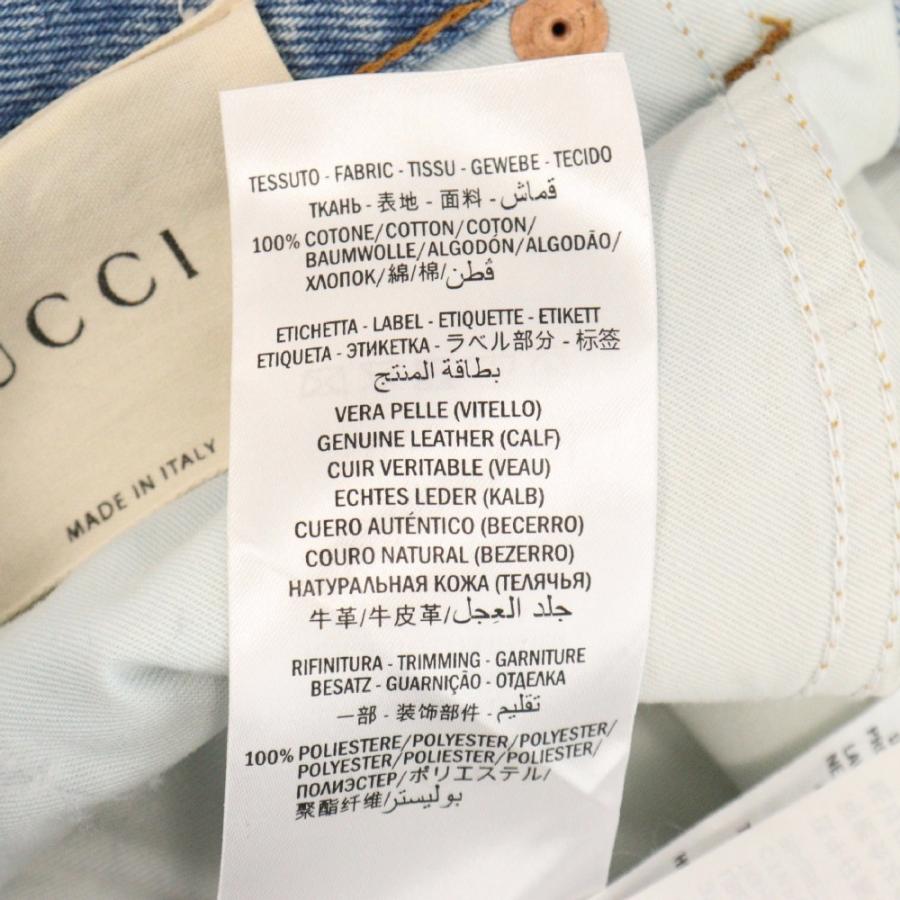 UCCI
MADE IN ITALY
TESSUTO - FABRIC - TISSU - GEWEBE - TECIDO
ТКАНЬ - 表地 - 面料 - قماش
100% COTONE/COTTON/COTON/
BAUMWOLLE/ALGODÓN/ALGODÃO/
ХЛОПОК/綿/棉/قطن
ETICHETTA - LABEL - ETIQUETTE - ETIKETT
ETIQUETA - ЭТИКЕТКА - ラベル部分 - 标签
بطاقة المنتج
VERA PELLE (VITELLO)
GENUINE LEATHER (CALF)
CUIR VERITABLE (VEAU)
ECHTES LEDER (KALB)
CUERO AUTÉNTICO (BECERRO)
COURO NATURAL (BEZERRO)
НАТУРАЛЬНАЯ КОЖА (ТЕЛЯЧЬЯ)
牛革/牛皮革/جلد العِجل
RIFINITURA - TRIMMING - GARNITURE
BESATZ - GUARNIÇÃO - ОТДЕЛКА
一部 - 装饰部件 - تقليم
100% POLIESTERE/POLYESTER/POLYESTER/
POLYESTER/POLIÉSTER/POLIÉSTER/
ПОЛИЭСТЕР/ポリエステル/
聚酯纤维/بوليستر